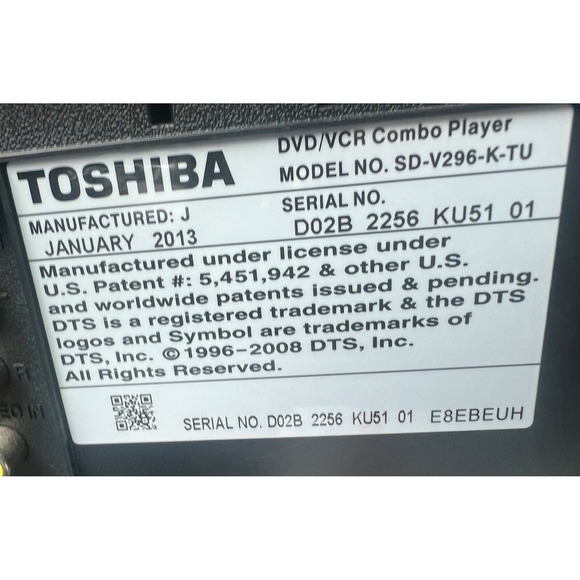 TOSHIBA
DVD/VCR Combo Player
MODEL NO. SD-V296-K-TU
MANUFACTURED: J
JANUARY 2013
SERIAL NO.
D02B 2256 KU51 01
Manufactured under license under
U.S. Patent #: 5,451,942 & other U.S.
and worldwide patents issued & pending.
DTS is a registered trademark & the DTS
logos and Symbol are trademarks of
DTS, Inc. ©1996-2008 DTS, Inc.
All Rights Reserved.
SERIAL NO. D02B 2256 KU51 01 E8EBEUH
R